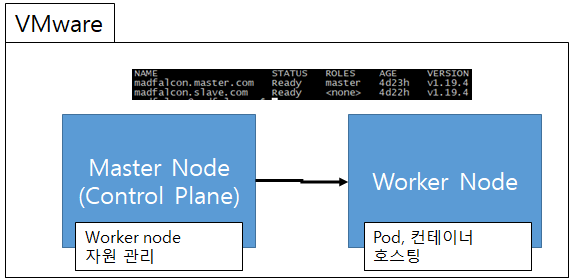 VMware
NAME STATUS ROLES AGE VERSION
madfalcon.master.com Ready master 4d23h v1.19.4
madfalcon.slave.com Ready <none> 4d22h v1.19.4
Master Node
(Control Plane)
Worker node
자원 관리
Worker Node
Pod, 컨테이너
호스팅